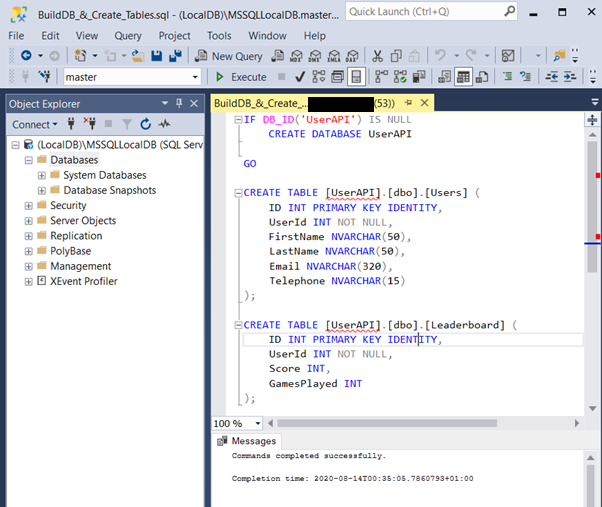 BuildDB_&_Create_Tables.sql - (LocalDB)\MSSQLLocalDB.master...
Quick Launch (Ctrl+Q)
File Edit View Query Project Tools Window Help
New Query MDX DMX XMLA DAX
master Execute
Object Explorer
Connect
(LocalDB)\MSSQLLocalDB (SQL Serv
Databases
System Databases
Database Snapshots
Security
Server Objects
Replication
PolyBase
Management
XEvent Profiler
BuildDB_&_Create_... (53))
IF DB_ID('UserAPI') IS NULL
CREATE DATABASE UserAPI
GO
CREATE TABLE [UserAPI].[dbo].[Users] (
ID INT PRIMARY KEY IDENTITY,
UserId INT NOT NULL,
FirstName NVARCHAR(50),
LastName NVARCHAR(50),
Email NVARCHAR(320),
Telephone NVARCHAR(15)
);
CREATE TABLE [UserAPI].[dbo].[Leaderboard] (
ID INT PRIMARY KEY IDENTITY,
UserId INT NOT NULL,
Score INT,
GamesPlayed INT
);
100 %
Messages
Commands completed successfully.
Completion time: 2020-08-14T00:35:05.7860793+01:00